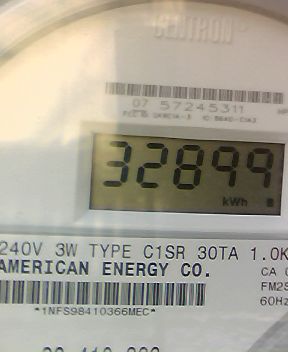 CENTRON
07 57245311
32899
kWh
240V 3W TYPE C1SR 30TA 1.0K
AMERICAN ENERGY CO.
CA
FM2S
60Hz
*1NFS98410366MEC*